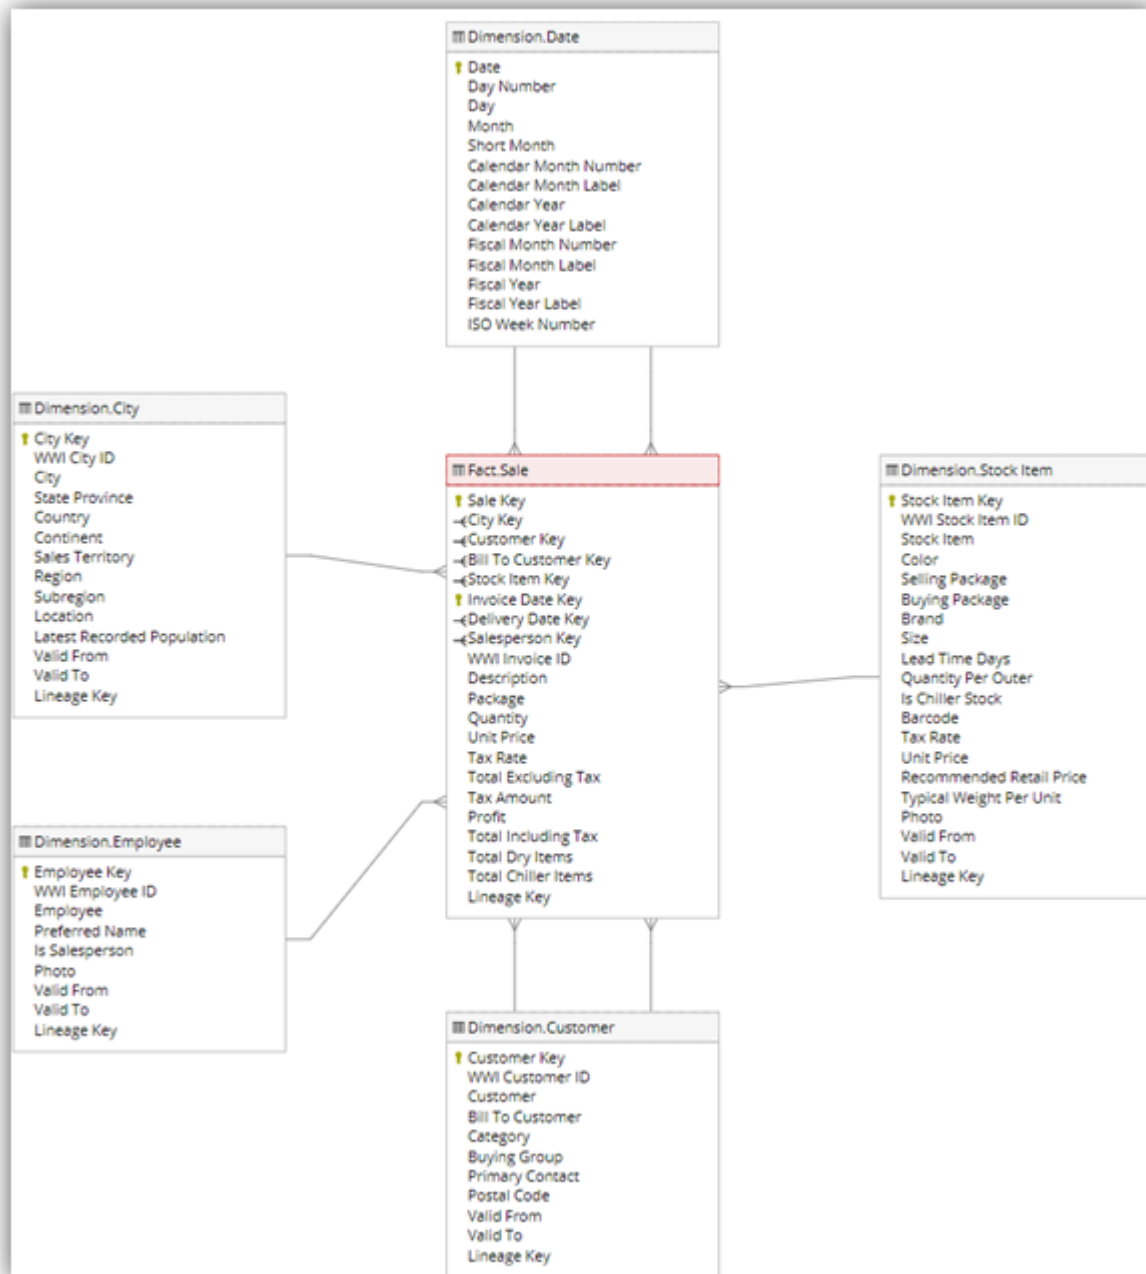 Dimension.Date
Date
Day Number
Day
Month
Short Month
Calendar Month Number
Calendar Month Label
Calendar Year
Calendar Year Label
Fiscal Month Number
Fiscal Month Label
Fiscal Year
Fiscal Year Label
ISO Week Number
Dimension.City
City Key
WWI City ID
City
State Province
Country
Continent
Sales Territory
Region
Subregion
Location
Latest Recorded Population
Valid From
Valid To
Lineage Key
Fact.Sale
Sale Key
City Key
Customer Key
Bill To Customer Key
Stock Item Key
Invoice Date Key
Delivery Date Key
Salesperson Key
WWI Invoice ID
Description
Package
Quantity
Unit Price
Tax Rate
Total Excluding Tax
Tax Amount
Profit
Total Including Tax
Total Dry Items
Total Chiller Items
Lineage Key
Dimension.Stock Item
Stock Item Key
WWI Stock Item ID
Stock Item
Color
Selling Package
Buying Package
Brand
Size
Lead Time Days
Quantity Per Outer
Is Chiller Stock
Barcode
Tax Rate
Unit Price
Recommended Retail Price
Typical Weight Per Unit
Photo
Valid From
Valid To
Lineage Key
Dimension.Employee
Employee Key
WWI Employee ID
Employee
Preferred Name
Is Salesperson
Photo
Valid From
Valid To
Lineage Key
Dimension.Customer
Customer Key
WWI Customer ID
Customer
Bill To Customer
Category
Buying Group
Primary Contact
Postal Code
Valid From
Valid To
Lineage Key